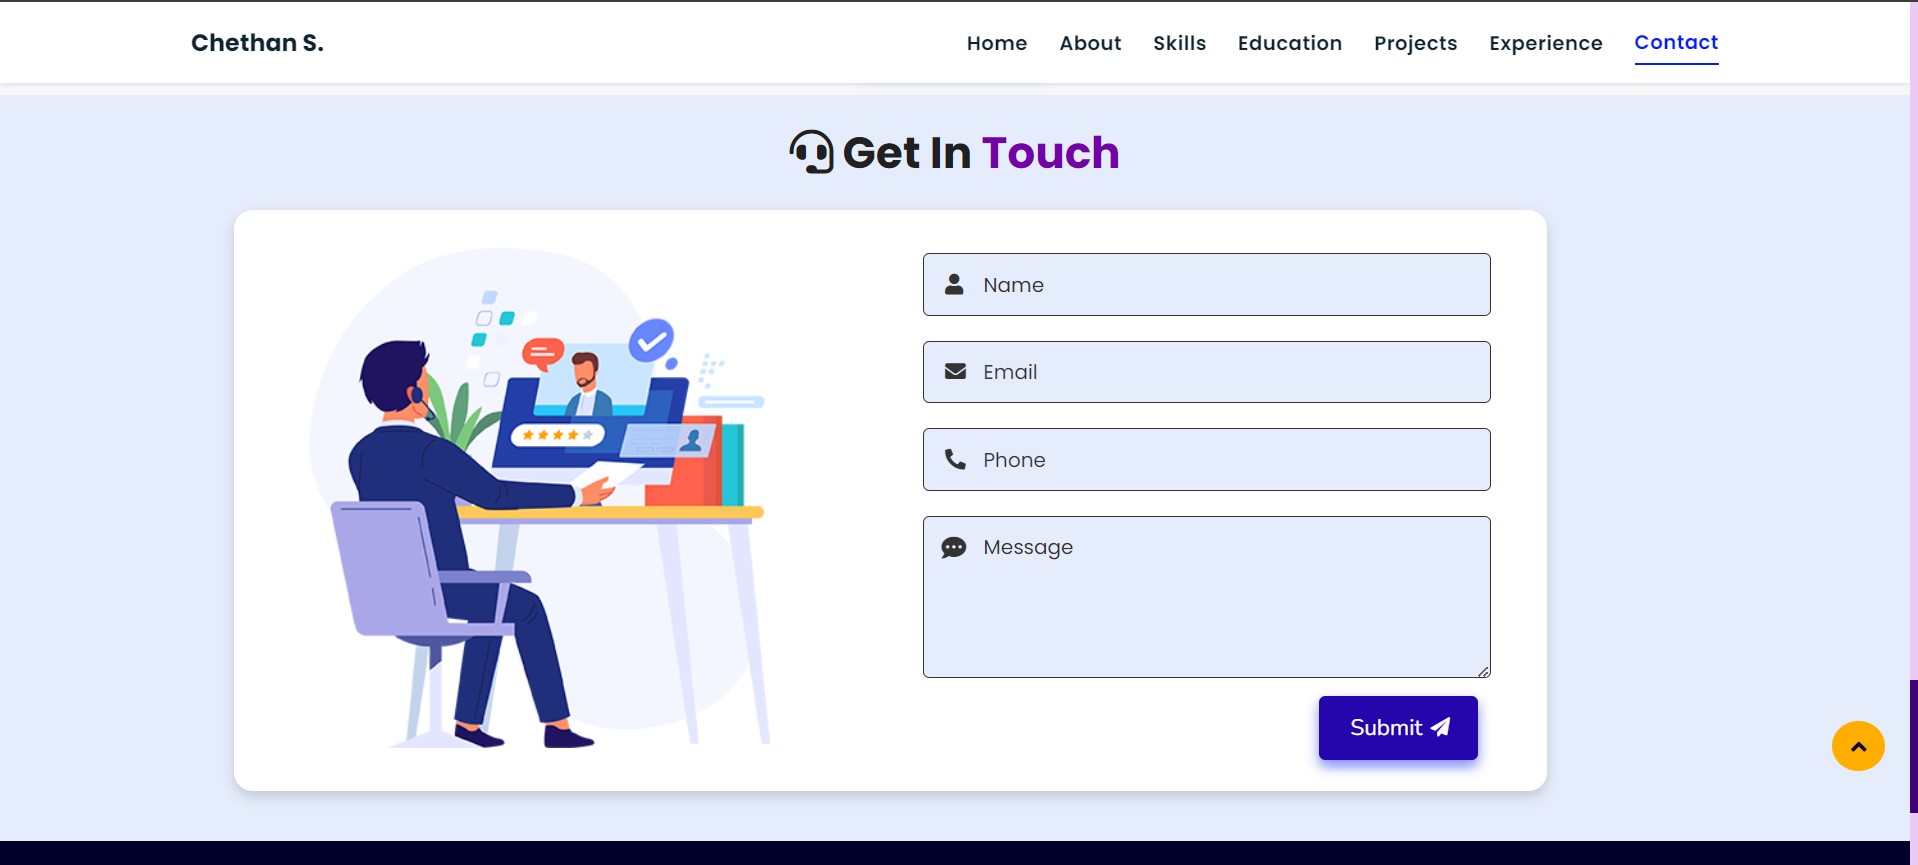 Chethan S.
Home About Skills Education Projects Experience Contact
Get In Touch
Name
Email
Phone
Message
Submit